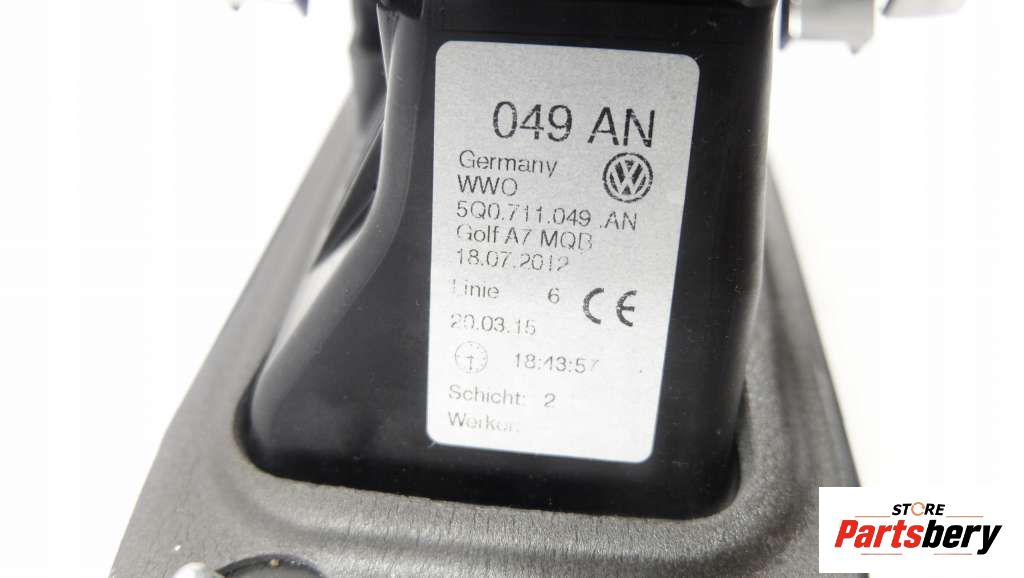 049 AN
Germany
WWO
5Q0.711.049 .AN
Golf A7 MQB
18.07.2012
Linie 6 CE
20.03.15
18:43:57
Schicht: 2
Werker:
STORE
Partsbery